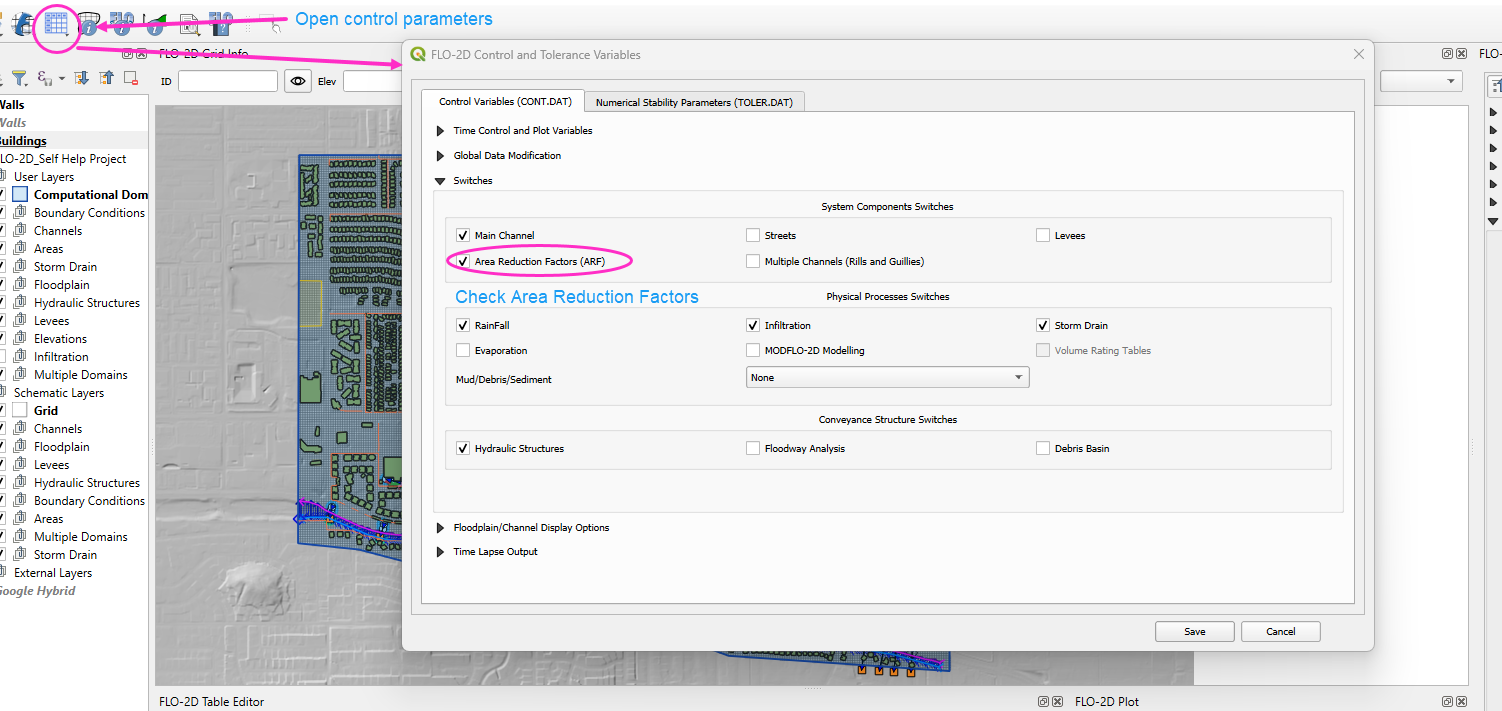 Open control parameters
FLO-2D Grid Info
FLO-2D Control and Tolerance Variables
FLO-
ID
Elev
Control Variables (CONT.DAT)
Numerical Stability Parameters (TOLER.DAT)
Time Control and Plot Variables
Global Data Modification
Switches
System Components Switches
Main Channel
Streets
Levees
Area Reduction Factors (ARF)
Multiple Channels (Rills and Guillies)
Check Area Reduction Factors
Physical Processes Switches
RainFall
Infiltration
Storm Drain
Evaporation
MODFLO-2D Modelling
Volume Rating Tables
Mud/Debris/Sediment
None
Conveyance Structure Switches
Hydraulic Structures
Floodway Analysis
Debris Basin
Floodplain/Channel Display Options
Time Lapse Output
Save
Cancel
Walls
Walls
Buildings
LO-2D_Self Help Project
User Layers
Computational Dom
Boundary Conditions
Channels
Areas
Storm Drain
Floodplain
Hydraulic Structures
Levees
Elevations
Infiltration
Multiple Domains
Schematic Layers
Grid
Channels
Floodplain
Levees
Hydraulic Structures
Boundary Conditions
Areas
Multiple Domains
Storm Drain
External Layers
Google Hybrid
FLO-2D Table Editor
FLO-2D Plot